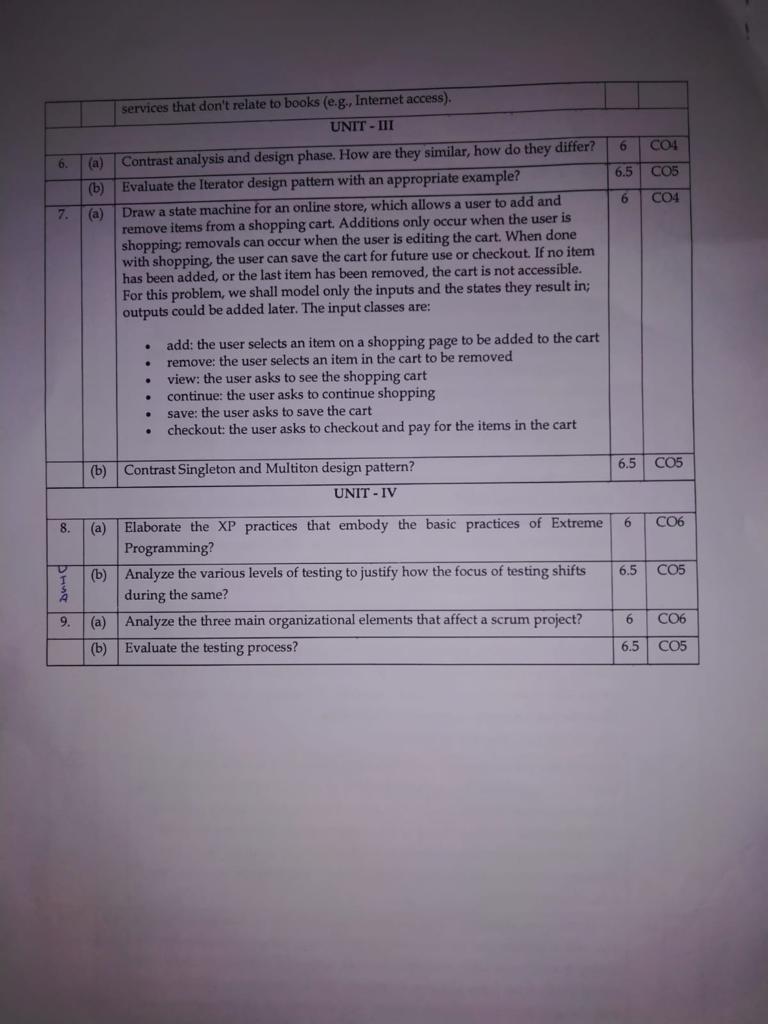 services that don't relate to books (e.g., Internet access).
UNIT - III
6. (a) Contrast analysis and design phase. How are they similar, how do they differ? 6 CO4
(b) Evaluate the Iterator design pattern with an appropriate example? 6.5 CO5
7. (a) Draw a state machine for an online store, which allows a user to add and 6 CO4
remove items from a shopping cart. Additions only occur when the user is
shopping; removals can occur when the user is editing the cart. When done
with shopping, the user can save the cart for future use or checkout. If no item
has been added, or the last item has been removed, the cart is not accessible.
For this problem, we shall model only the inputs and the states they result in;
outputs could be added later. The input classes are:
• add: the user selects an item on a shopping page to be added to the cart
• remove: the user selects an item in the cart to be removed
• view: the user asks to see the shopping cart
• continue: the user asks to continue shopping
• save: the user asks to save the cart
• checkout: the user asks to checkout and pay for the items in the cart
(b) Contrast Singleton and Multiton design pattern? 6.5 CO5
UNIT - IV
8. (a) Elaborate the XP practices that embody the basic practices of Extreme 6 CO6
Programming?
(b) Analyze the various levels of testing to justify how the focus of testing shifts 6.5 CO5
during the same?
9. (a) Analyze the three main organizational elements that affect a scrum project? 6 CO6
(b) Evaluate the testing process? 6.5 CO5